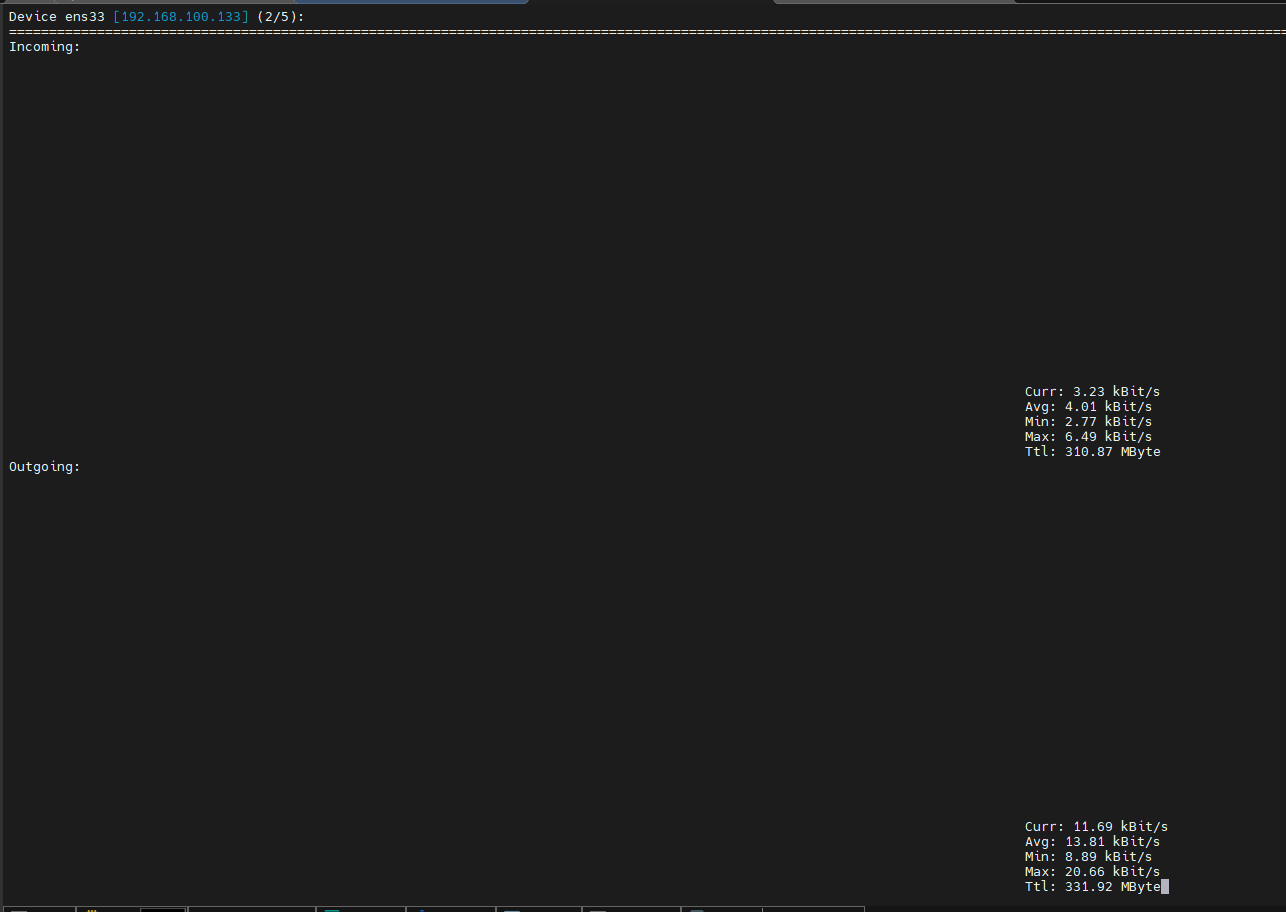 Device ens33 [192.168.100.133] (2/5):
================================================================================================================================================================
Incoming:
Curr: 3.23 kBit/s
Avg: 4.01 kBit/s
Min: 2.77 kBit/s
Max: 6.49 kBit/s
Ttl: 310.87 MByte
Outgoing:
Curr: 11.69 kBit/s
Avg: 13.81 kBit/s
Min: 8.89 kBit/s
Max: 20.66 kBit/s
Ttl: 331.92 MByte